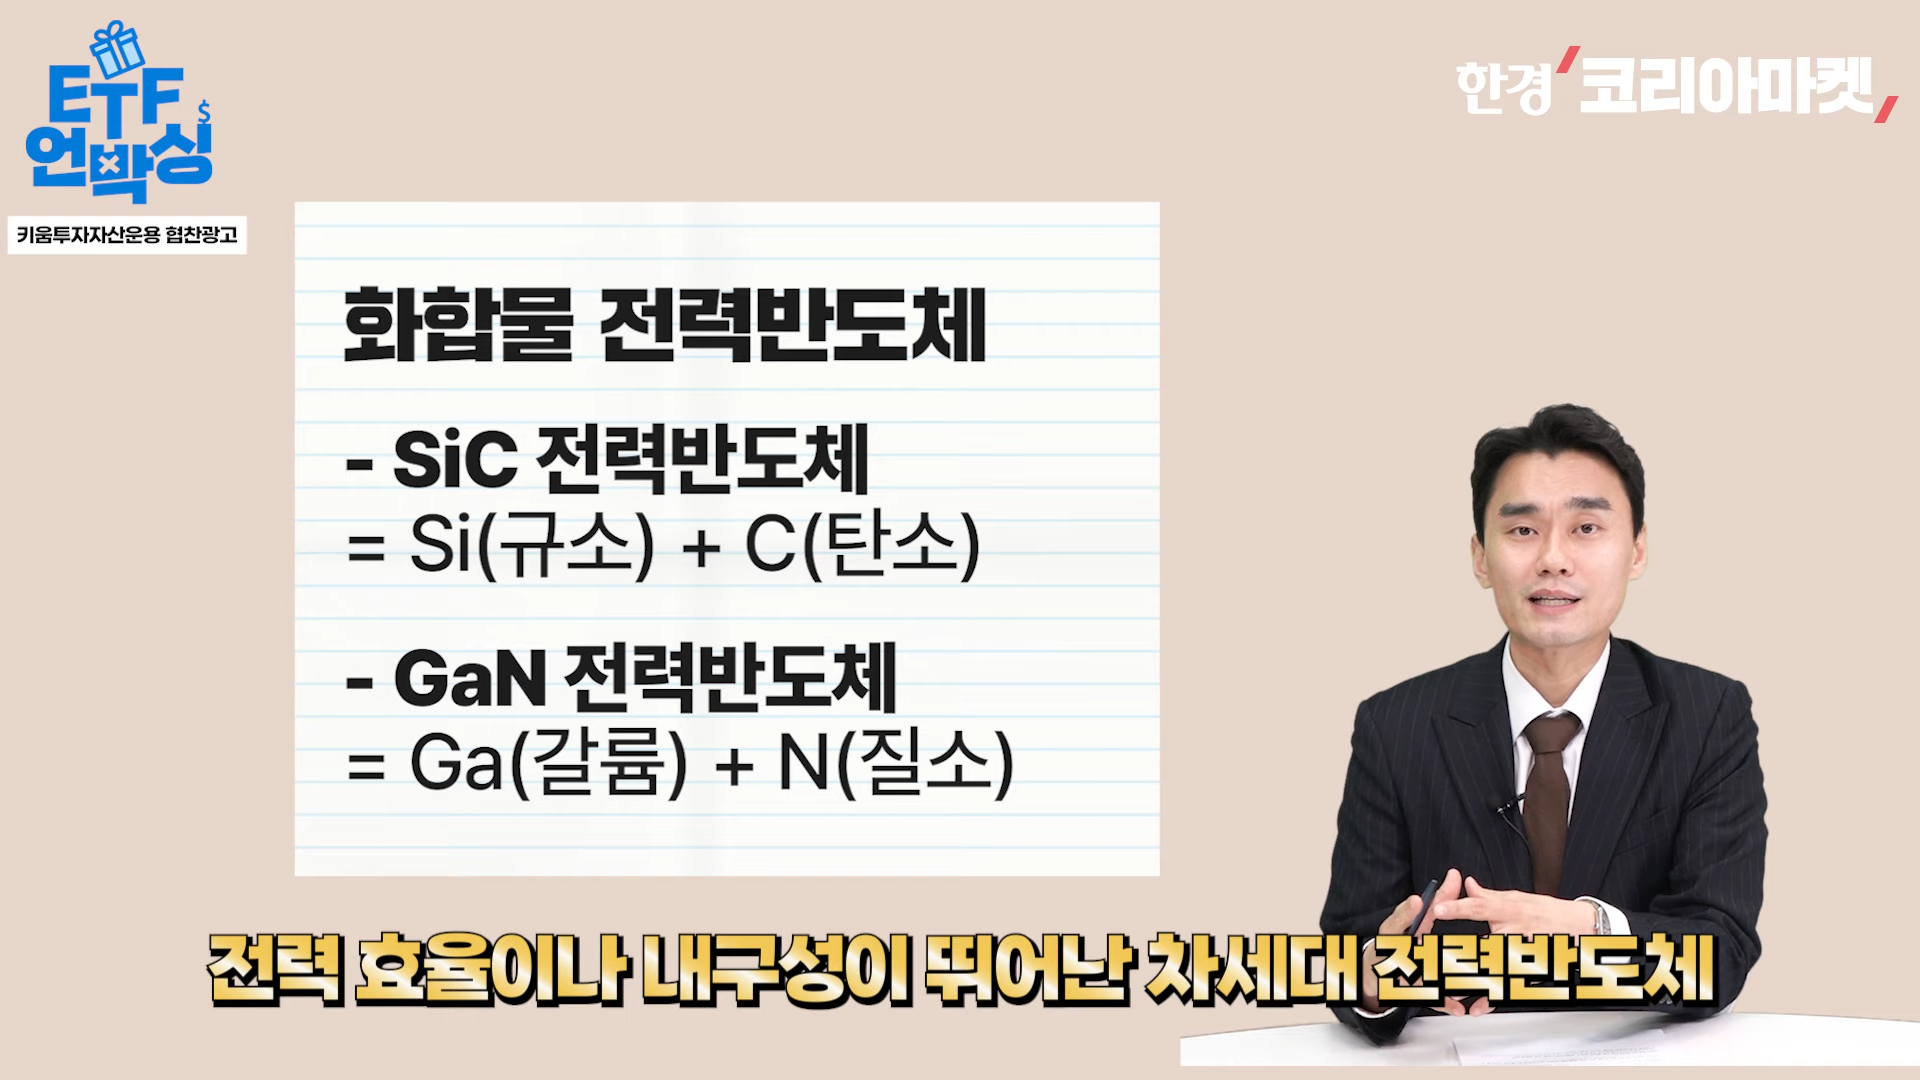 ETF
언박싱
키움투자자산운용 협찬광고
한경 코리아마켓
화합물 전력반도체
- SiC 전력반도체
= Si(규소) + C(탄소)
- GaN 전력반도체
= Ga(갈륨) + N(질소)
전력 효율이나 내구성이 뛰어난 차세대 전력반도체